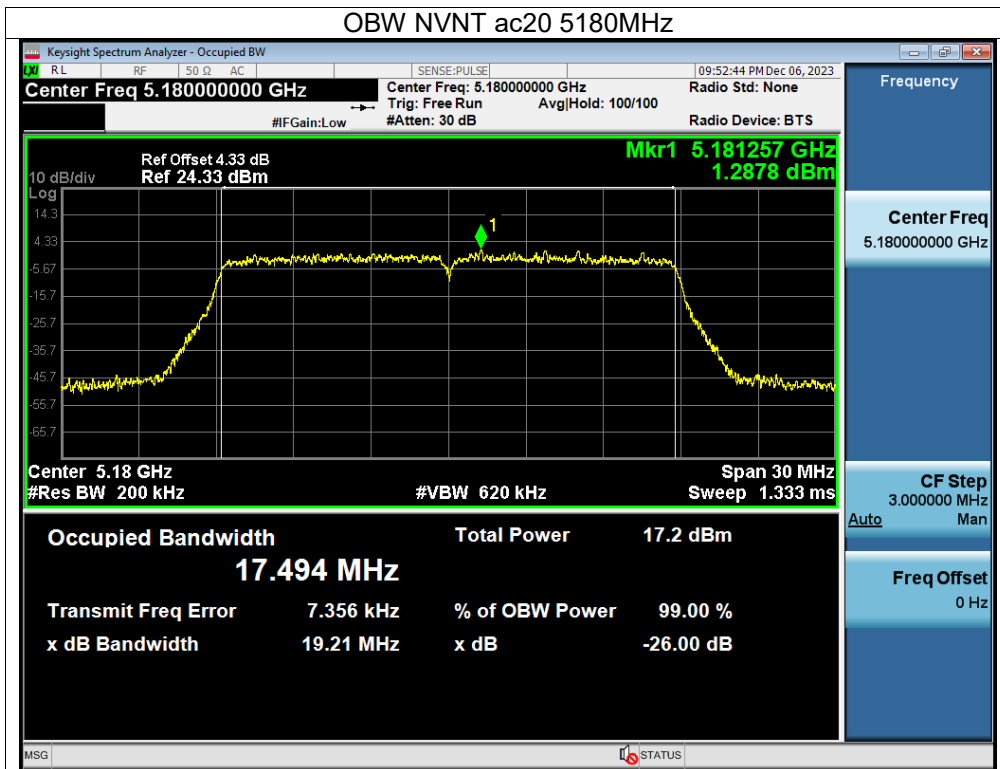 OBW NVNT ac20 5180MHz
Keysight Spectrum Analyzer - Occupied BW
LXI RL RF 50 Ω AC SENSE:PULSE 09:52:44 PM Dec 06, 2023
Center Freq 5.180000000 GHz Center Freq: 5.180000000 GHz Radio Std: None
Trig: Free Run Avg|Hold: 100/100
#IFGain:Low #Atten: 30 dB Radio Device: BTS
Frequency
Mkr1 5.181257 GHz
1.2878 dBm
Ref Offset 4.33 dB
10 dB/div Ref 24.33 dBm
Log
14.3
4.33
-5.67
-15.7
-25.7
-35.7
-45.7
-55.7
-65.7
1
Center 5.18 GHz Span 30 MHz
#Res BW 200 kHz #VBW 620 kHz Sweep 1.333 ms
Occupied Bandwidth Total Power 17.2 dBm
17.494 MHz
Transmit Freq Error 7.356 kHz % of OBW Power 99.00 %
x dB Bandwidth 19.21 MHz x dB -26.00 dB
Center Freq
5.180000000 GHz
CF Step
3.000000 MHz
Auto Man
Freq Offset
0 Hz
MSG STATUS